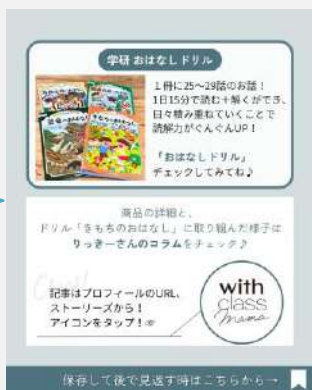 学研 おはなしドリル
1冊に25~29話のお話!
1日15分で読む+解くができ、
日々積み重ねていくことで
読解力がぐんぐんUP!
「おはなしドリル」
チェックしてみてね♪
商品の詳細と、
ドリル「きもちのおはなし」に取り組んだ様子は
りっきーさんのコラムをチェック♪
記事はプロフィールのURL、
ストーリーズから!
アイコンをタップ!
with
class
mama
保存して後で見返す時はこちらから→